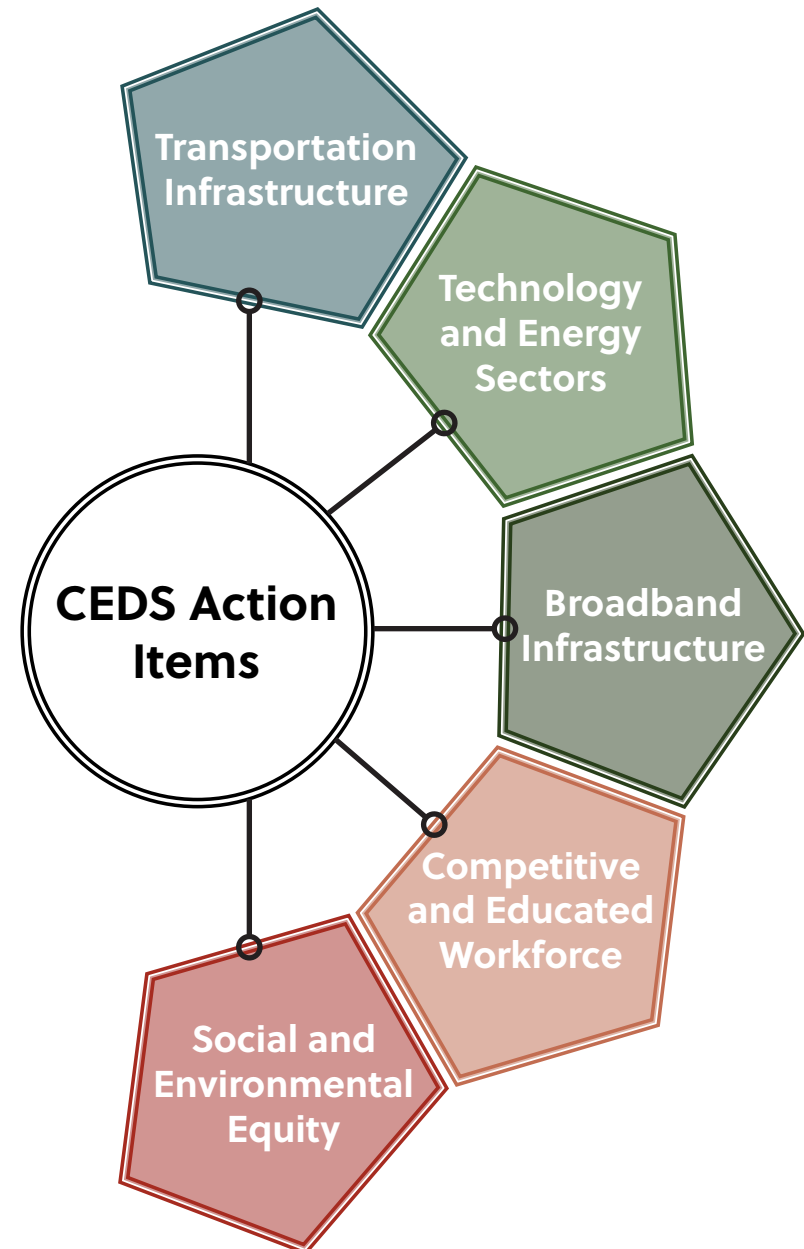 Transportation
Infrastructure
Technology
and Energy
Sectors
CEDS Action
Items
Broadband
Infrastructure
Competitive
and Educated
Workforce
Social and
Environmental
Equity